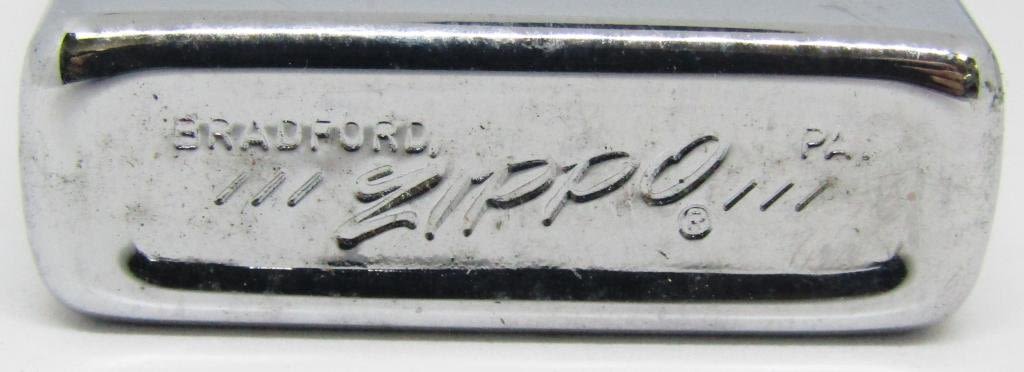 BRADFORD, PA.
/// ZIPPO® ///